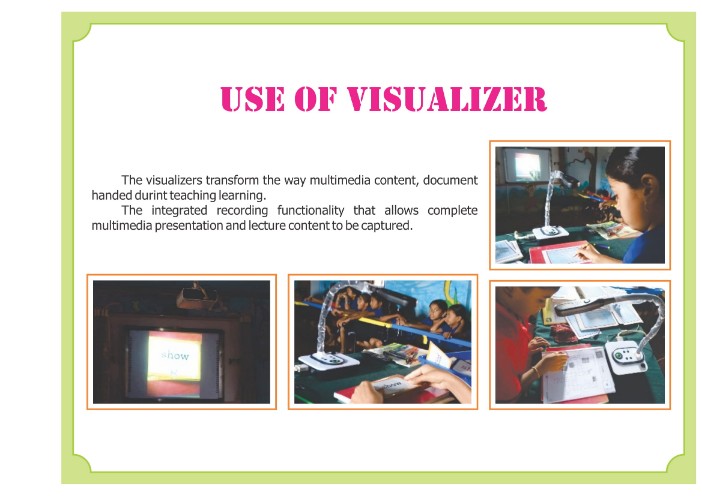 USE OF VISUALIZER
The visualizers transform the way multimedia content, document
handed durint teaching learning.
The integrated recording functionality that allows complete
multimedia presentation and lecture content to be captured.
show
show